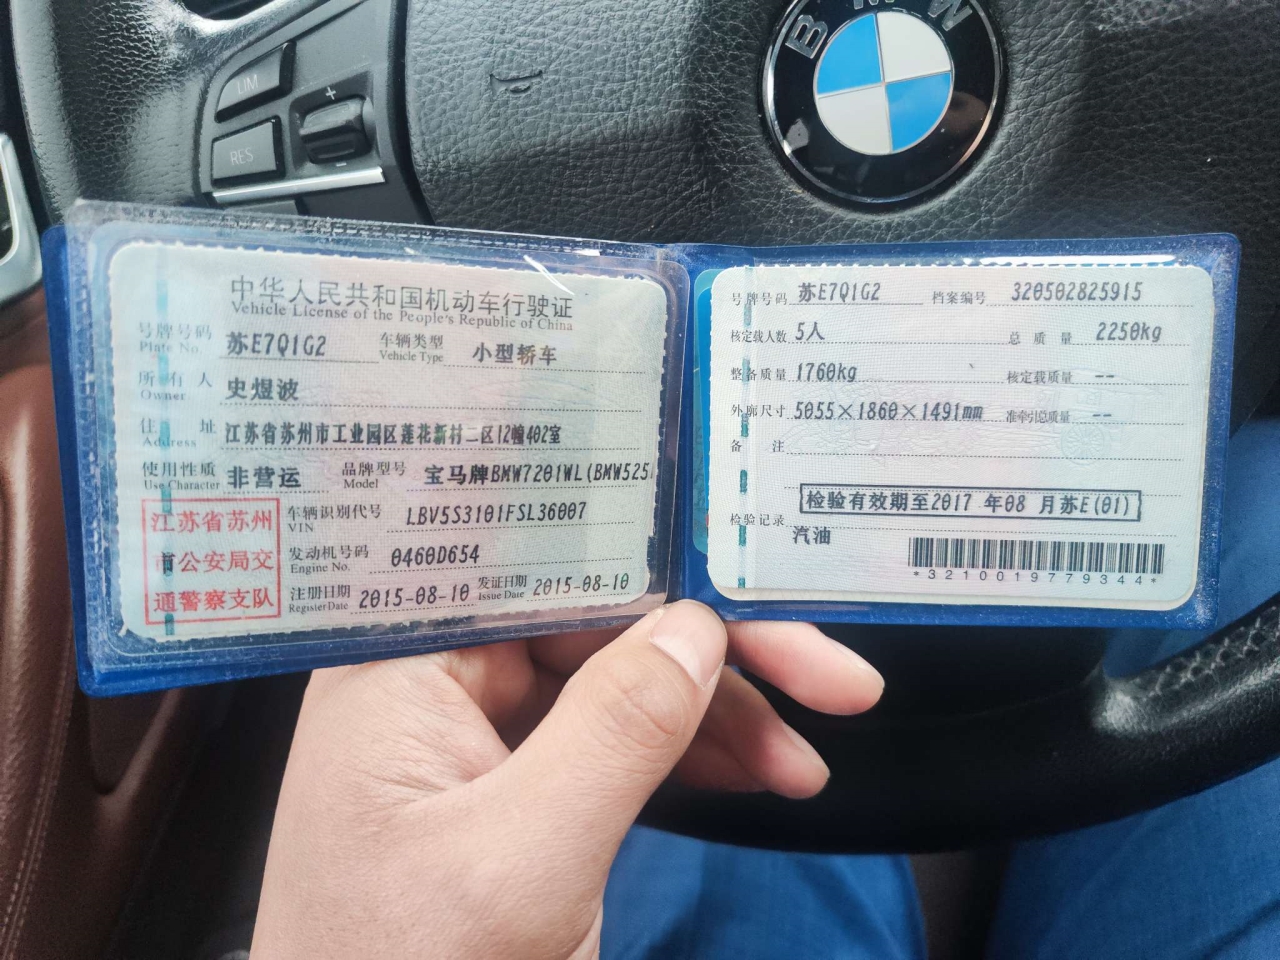 BMW
LIM
+
RES
-
中华人民共和国机动车行驶证
Vehicle License of the People's Republic of China
号牌号码 苏E7Q1G2 车辆类型 小型轿车
Plate No. Vehicle Type
所有人 史煜波
Owner
住址 江苏省苏州市工业园区莲花新村二区12幢402室
Address
使用性质 非营运 品牌型号 宝马牌BMW7201WL(BMW525
Use Character Model
江苏省苏州
市公安局交
通警察支队
车辆识别代号 LBV5S3101FSL36007
VIN
发动机号码 0460D654
Engine No.
注册日期 2015-08-10 发证日期 2015-08-10
Register Date Issue Date
号牌号码 苏E7Q1G2 档案编号 320502825915
核定载人数 5人 总质量 2250kg
整备质量 1760kg 核定载质量 --
外廓尺寸 5055×1860×1491mm 准牵引总质量 --
备注
检验有效期至2017 年08 月苏E(01)
检验记录
汽油
*3210019779344*